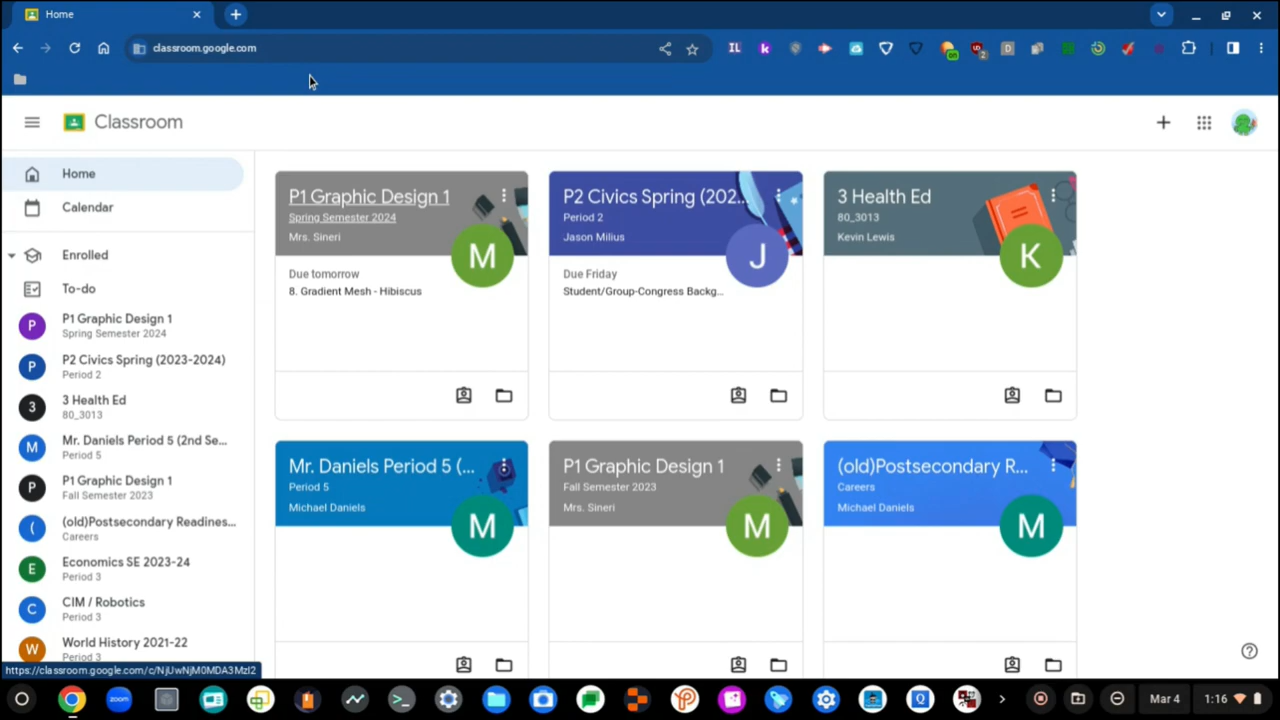 Home
classroom.google.com
IL
k
on
2
D
Classroom
Home
Calendar
Enrolled
To-do
P
P1 Graphic Design 1
Spring Semester 2024
P
P2 Civics Spring (2023-2024)
Period 2
3
3 Health Ed
80_3013
M
Mr. Daniels Period 5 (2nd Se...
Period 5
P
P1 Graphic Design 1
Fall Semester 2023
(
(old)Postsecondary Readines...
Careers
E
Economics SE 2023-24
Period 3
C
CIM / Robotics
Period 3
W
World History 2021-22
Period 3
P1 Graphic Design 1
Spring Semester 2024
Mrs. Sineri
M
Due tomorrow
8. Gradient Mesh - Hibiscus
P2 Civics Spring (202...
Period 2
Jason Milius
J
Due Friday
Student/Group-Congress Backg...
3 Health Ed
80_3013
Kevin Lewis
K
Mr. Daniels Period 5 (...
Period 5
Michael Daniels
M
P1 Graphic Design 1
Fall Semester 2023
Mrs. Sineri
M
(old)Postsecondary R...
Careers
Michael Daniels
M
zoom
Q
Mar 4
1:16